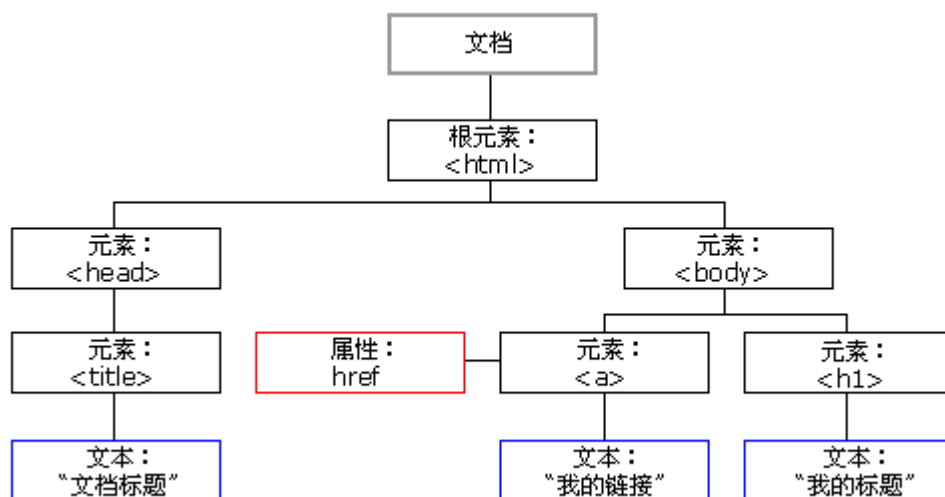 文档
根元素：
<html>
元素：
<head>
元素：
<body>
元素：
<title>
属性：
href
元素：
<a>
元素：
<h1>
文本：
“文档标题”
文本：
“我的链接”
文本：
“我的标题”